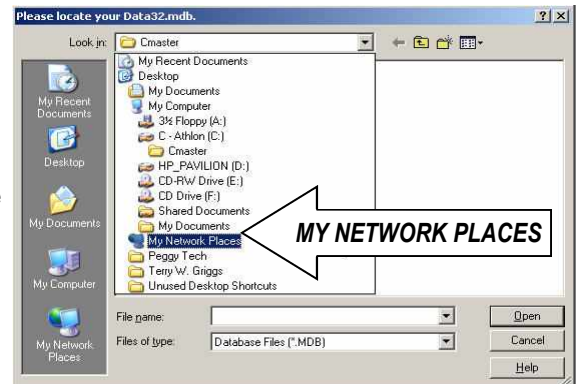 Please locate your Data32.mdb.
Look in: Cmaster
My Recent Documents
Desktop
My Documents
My Computer
3½ Floppy (A:)
C - Athlon (C:)
Cmaster
HP_PAVILION (D:)
CD-RW Drive (E:)
CD Drive (F:)
Shared Documents
My Documents
My Network Places
Peggy Tech
Terry W. Griggs
Unused Desktop Shortcuts
MY NETWORK PLACES
My Recent
Documents
Desktop
My Documents
My Computer
My Network
Places
File name:
Files of type: Database Files (*.MDB)
Open
Cancel
Help